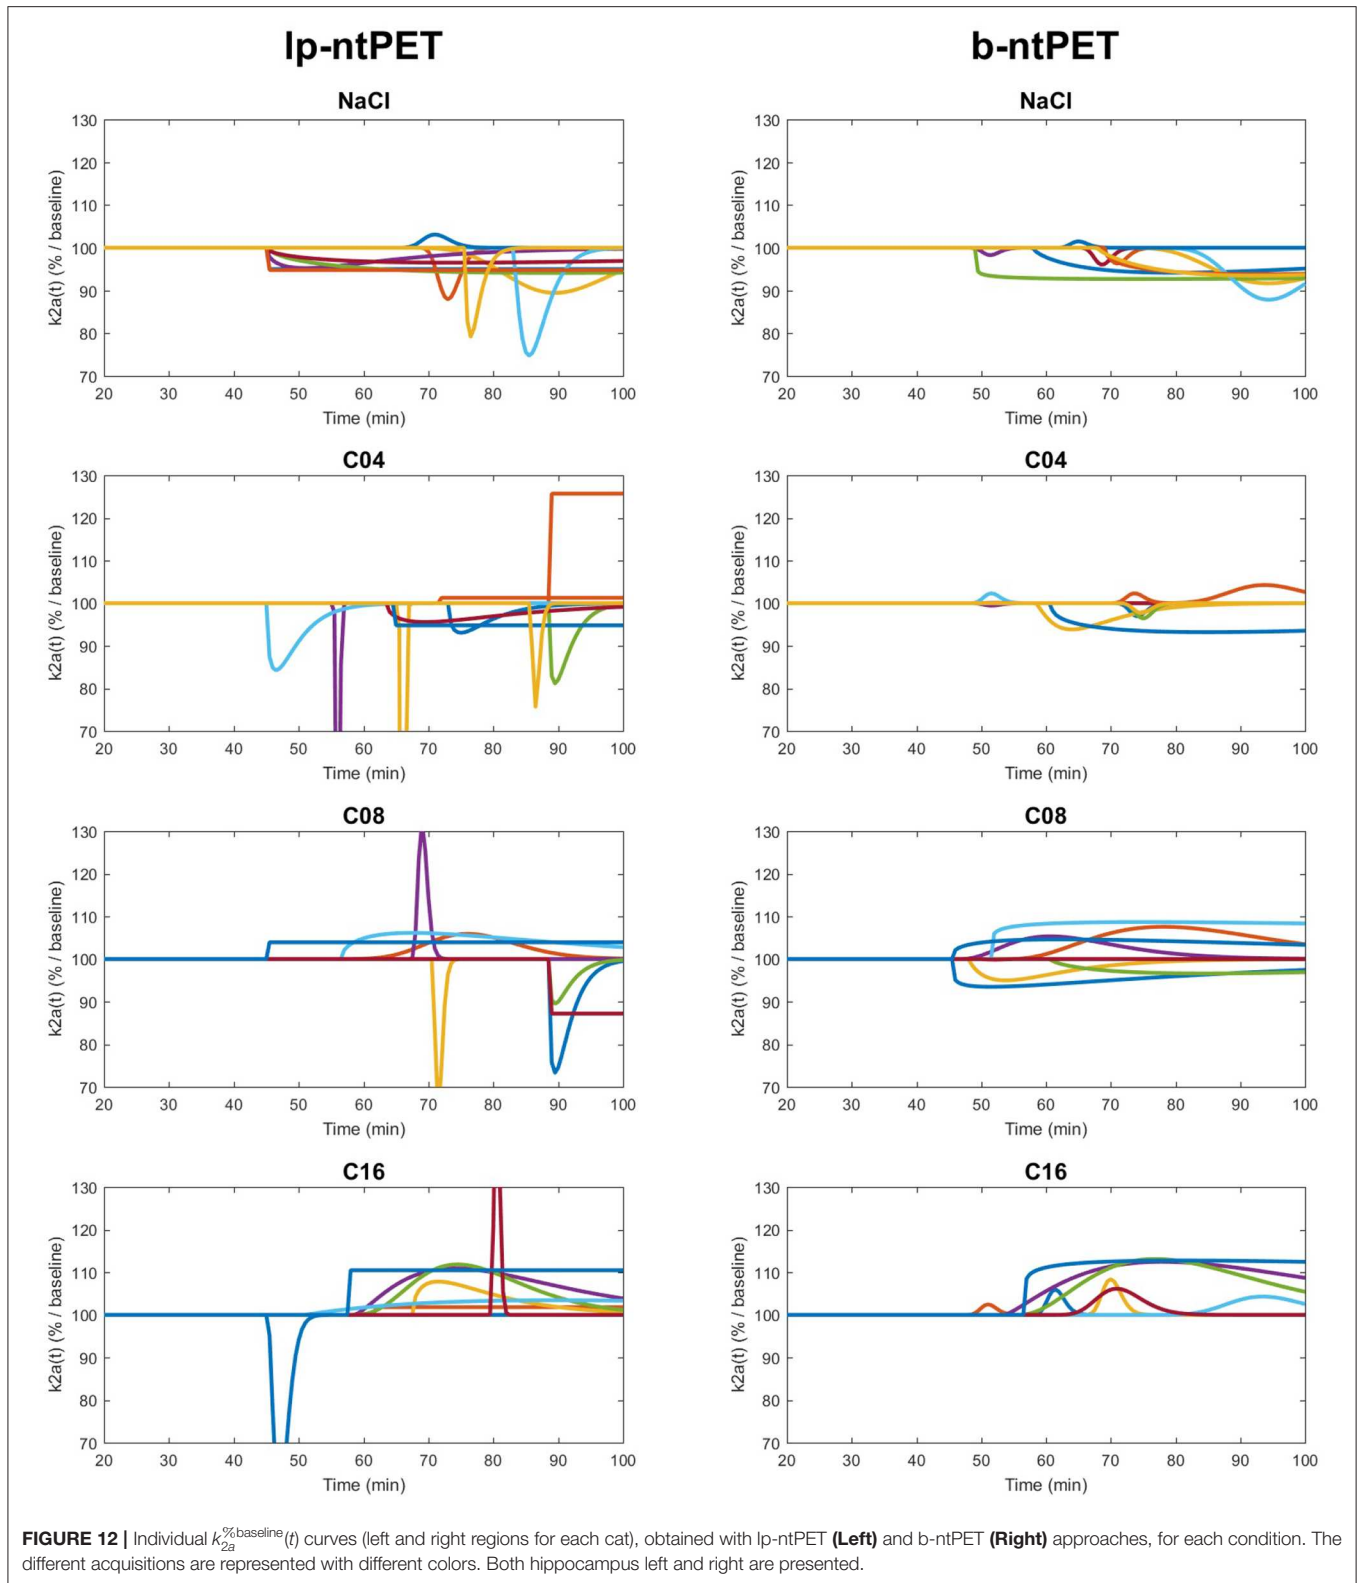 lp-ntPET
b-ntPET
NaCl
130
120
110
100
90
80
70
k2a(t) (% / baseline)
20 30 40 50 60 70 80 90 100
Time (min)
NaCl
130
120
110
100
90
80
70
k2a(t) (% / baseline)
20 30 40 50 60 70 80 90 100
Time (min)
C04
130
120
110
100
90
80
70
k2a(t) (% / baseline)
20 30 40 50 60 70 80 90 100
Time (min)
C04
130
120
110
100
90
80
70
k2a(t) (% / baseline)
20 30 40 50 60 70 80 90 100
Time (min)
C08
130
120
110
100
90
80
70
k2a(t) (% / baseline)
20 30 40 50 60 70 80 90 100
Time (min)
C08
130
120
110
100
90
80
70
k2a(t) (% / baseline)
20 30 40 50 60 70 80 90 100
Time (min)
C16
130
120
110
100
90
80
70
k2a(t) (% / baseline)
20 30 40 50 60 70 80 90 100
Time (min)
C16
130
120
110
100
90
80
70
k2a(t) (% / baseline)
20 30 40 50 60 70 80 90 100
Time (min)
FIGURE 12 | Individual k2a%baseline(t) curves (left and right regions for each cat), obtained with lp-ntPET (Left) and b-ntPET (Right) approaches, for each condition. The
different acquisitions are represented with different colors. Both hippocampus left and right are presented.